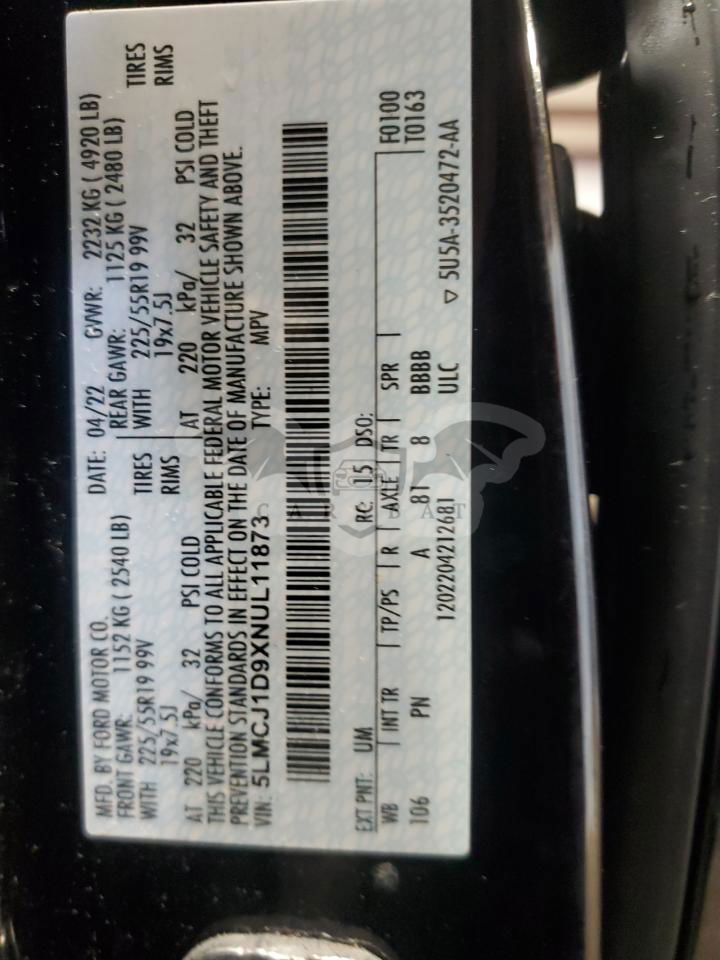 MFD. BY FORD MOTOR CO. DATE: 04/22 GVWR: 2232 KG ( 4920 LB)
FRONT GAWR: 1152 KG ( 2540 LB) REAR GAWR: 1125 KG ( 2480 LB)
WITH 225/55R19 99V TIRES WITH 225/55R19 99V TIRES
19x7.5J RIMS 19x7.5J RIMS
AT 220 kPa/ 32 PSI COLD AT 220 kPa/ 32 PSI COLD
THIS VEHICLE CONFORMS TO ALL APPLICABLE FEDERAL MOTOR VEHICLE SAFETY AND THEFT
PREVENTION STANDARDS IN EFFECT ON THE DATE OF MANUFACTURE SHOWN ABOVE.
VIN: 5LMCJ1D9XNUL11873 TYPE: MPV
EXT PNT: UM RC: 15 DSO: F0100
WB INT TR TP/PS R AXLE TR SPR T0163
106 PN A 81 8 BBBB
1202204212681 ULC ▽ 5U5A-3520472-AA
CAR BAT